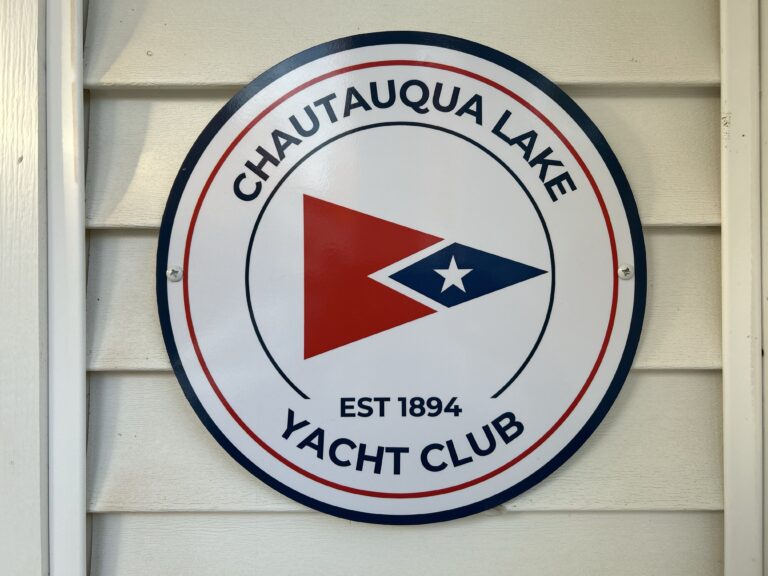 CHAUTAUQUA LAKE
EST 1894
YACHT CLUB